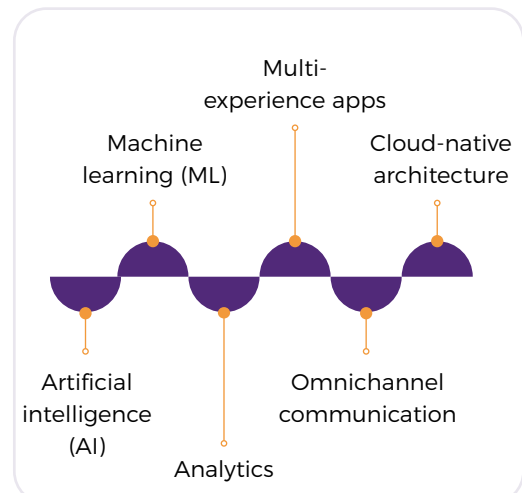 Multi-
experience apps
Machine
learning (ML)
Cloud-native
architecture
Artificial
intelligence
(AI)
Omnichannel
communication
Analytics